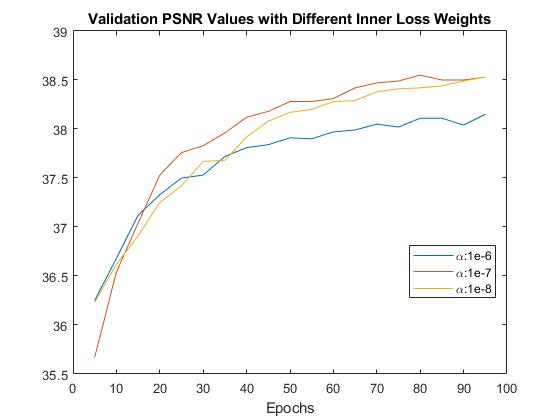 Validation PSNR Values with Different Inner Loss Weights
39
38.5
38
37.5
37
36.5
36
35.5
α:1e-6
α:1e-7
α:1e-8
0 10 20 30 40 50 60 70 80 90 100
Epochs